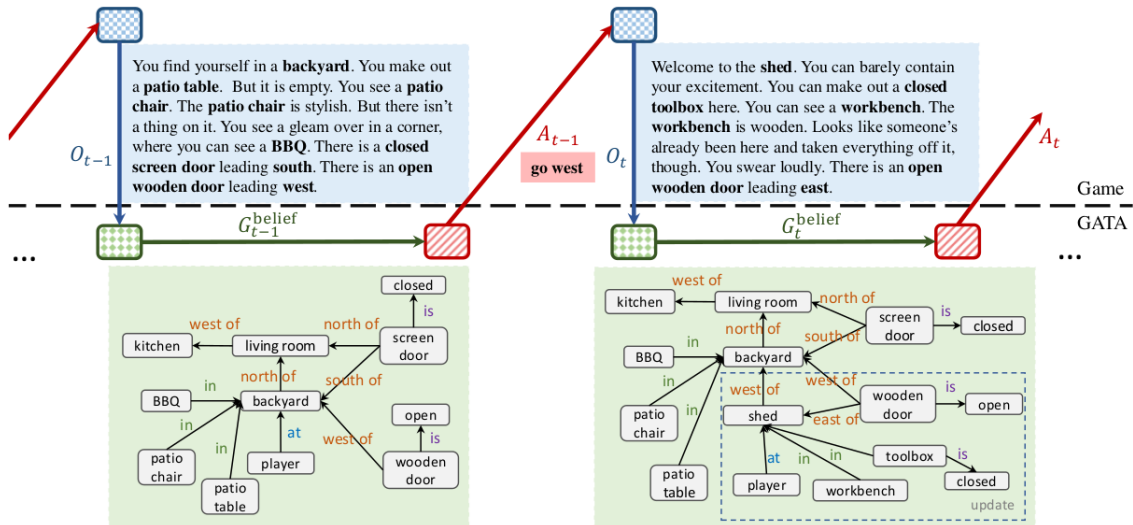 You find yourself in a backyard. You make out
a patio table. But it is empty. You see a patio
chair. The patio chair is stylish. But there isn't
a thing on it. You see a gleam over in a corner,
where you can see a BBQ. There is a closed
screen door leading south. There is an open
wooden door leading west.
O_{t-1}
A_{t-1}
go west
Welcome to the shed. You can barely contain
your excitement. You can make out a closed
toolbox here. You can see a workbench. The
workbench is wooden. Looks like someone's
already been here and taken everything off it,
though. You swear loudly. There is an open
wooden door leading east.
O_t
A_t
Game
GATA
G_{t-1}^{belief}
G_t^{belief}
...
...
closed
is
west of
north of
kitchen
living room
screen
door
north of
south of
BBQ
in
backyard
open
in
in
at
west of
is
patio
chair
player
wooden
door
patio
table
west of
living room
north of
kitchen
screen
door
is
closed
north of
south of
BBQ
in
backyard
in
west of
west of
wooden
door
is
open
patio
chair
in
shed
east of
at
in
in
toolbox
is
patio
table
player
workbench
closed
update